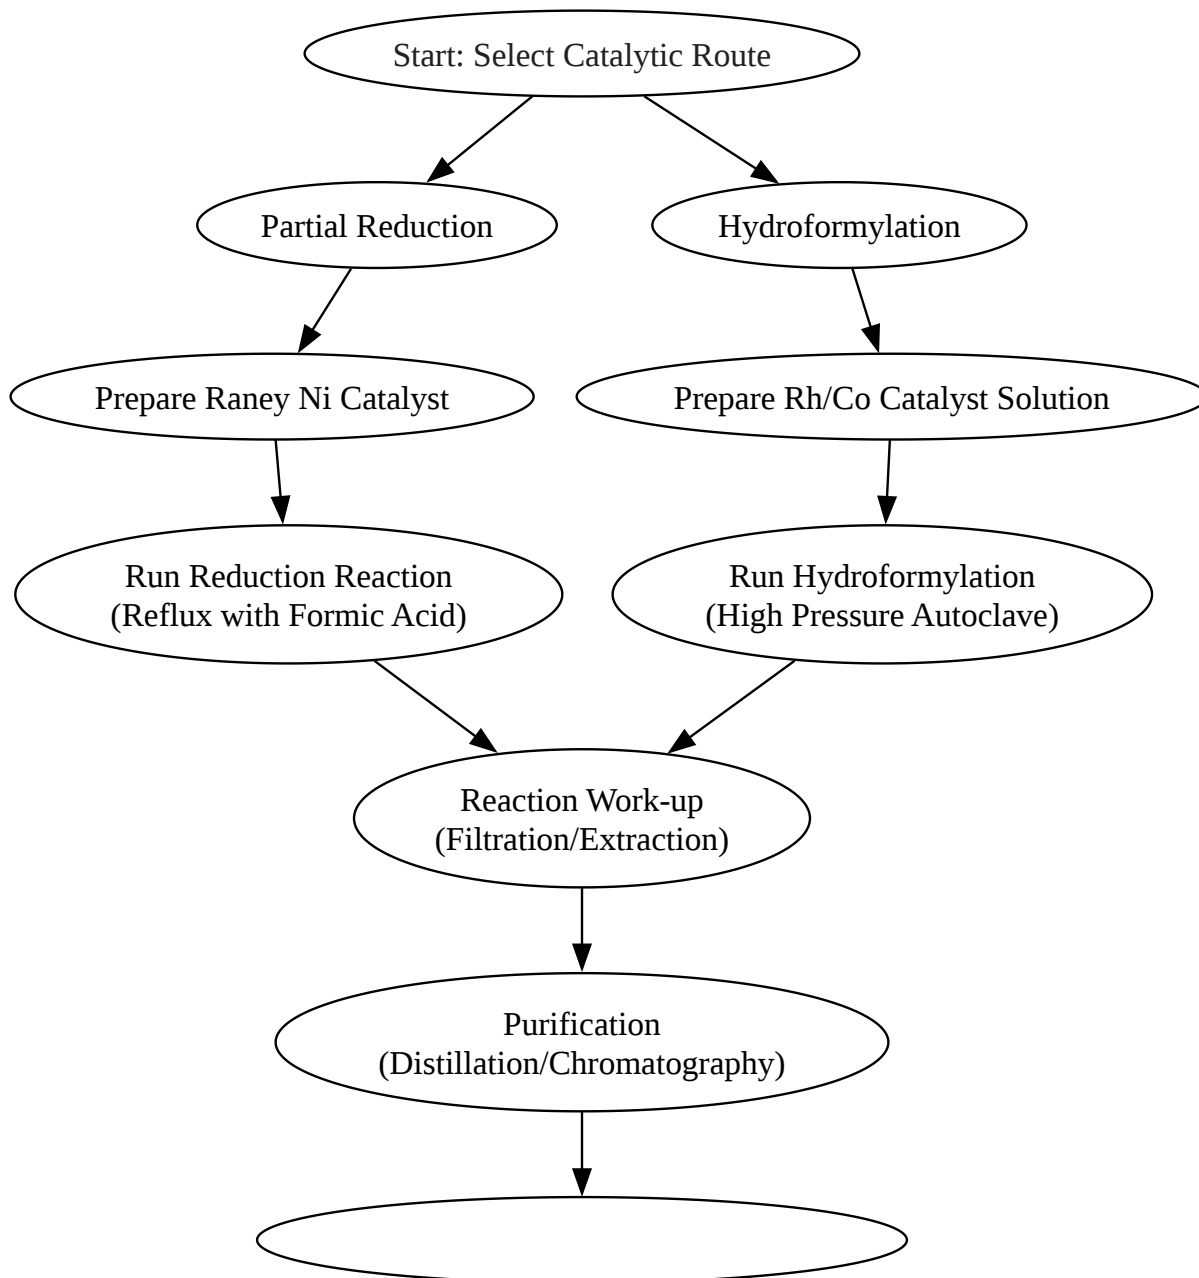 Start: Select Catalytic Route
Partial Reduction
Hydroformylation
Prepare Raney Ni Catalyst
Prepare Rh/Co Catalyst Solution
Run Reduction Reaction
(Reflux with Formic Acid)
Run Hydroformylation
(High Pressure Autoclave)
Reaction Work-up
(Filtration/Extraction)
Purification
(Distillation/Chromatography)